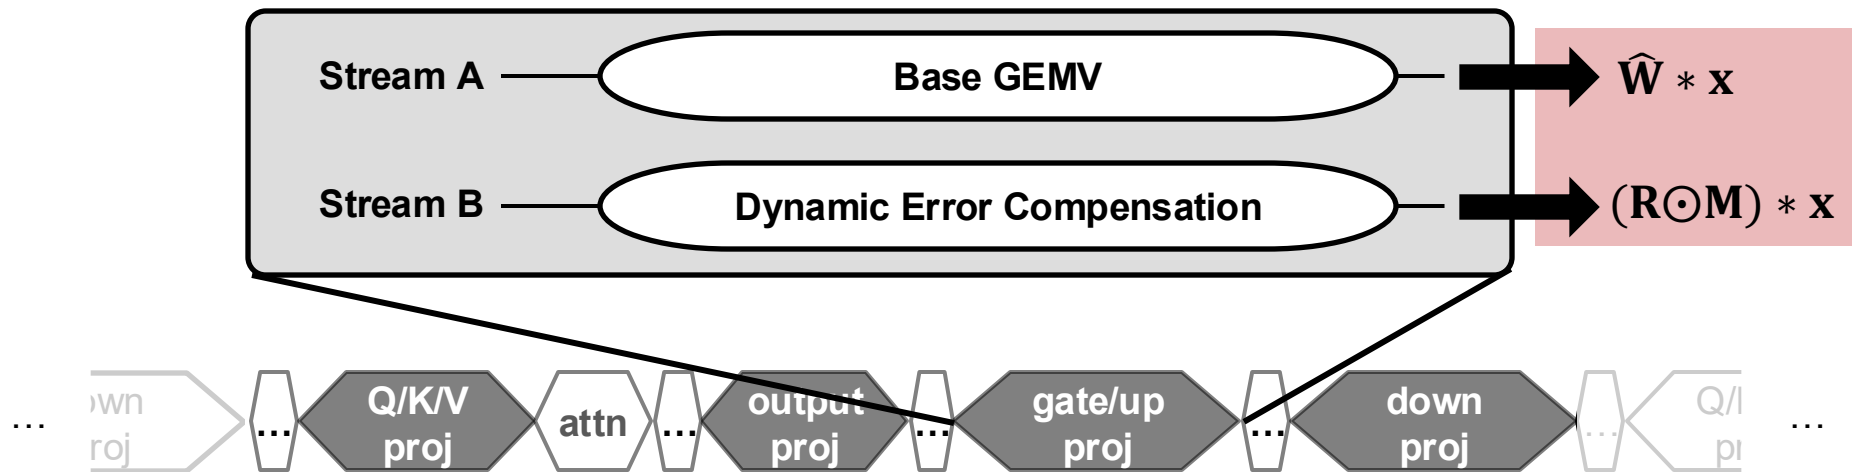 Stream A
Base GEMV
Ŵ * x
Stream B
Dynamic Error Compensation
(R⊙M) * x
...
...
Q/K/V
proj
attn
...
output
proj
...
gate/up
proj
...
down
proj
...
...